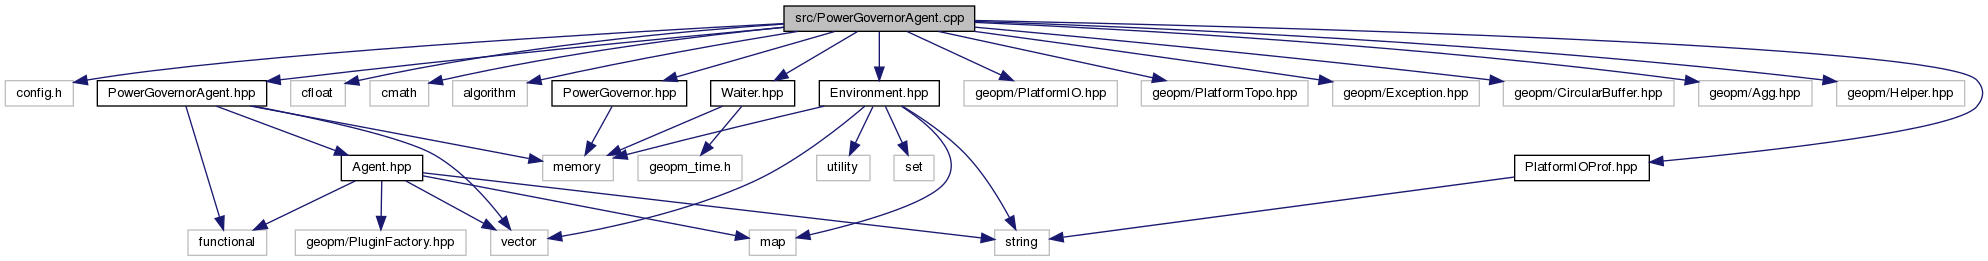 src/PowerGovernorAgent.cpp
config.h
PowerGovernorAgent.hpp
cfloat
cmath
algorithm
PowerGovernor.hpp
Waiter.hpp
Environment.hpp
geopm/PlatformIO.hpp
geopm/PlatformTopo.hpp
geopm/Exception.hpp
geopm/CircularBuffer.hpp
geopm/Agg.hpp
geopm/Helper.hpp
Agent.hpp
memory
geopm_time.h
utility
set
PlatformIOProf.hpp
functional
geopm/PluginFactory.hpp
vector
map
string